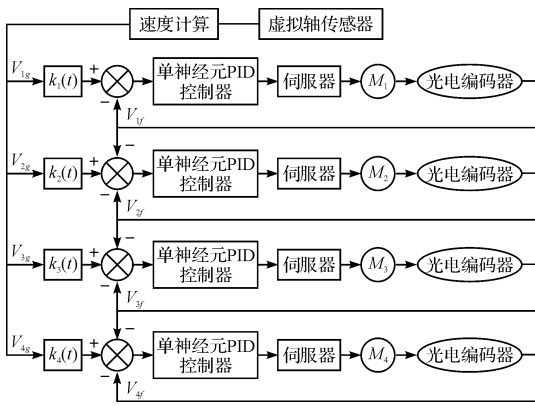 速度计算 虚拟轴传感器
V1g k1(t) + − 单神经元PID控制器 伺服器 M1 光电编码器
V1f
V2g k2(t) + − − 单神经元PID控制器 伺服器 M2 光电编码器
V2f
V3g k3(t) + − − 单神经元PID控制器 伺服器 M3 光电编码器
V3f
V4g k4(t) + − − 单神经元PID控制器 伺服器 M4 光电编码器
V4f